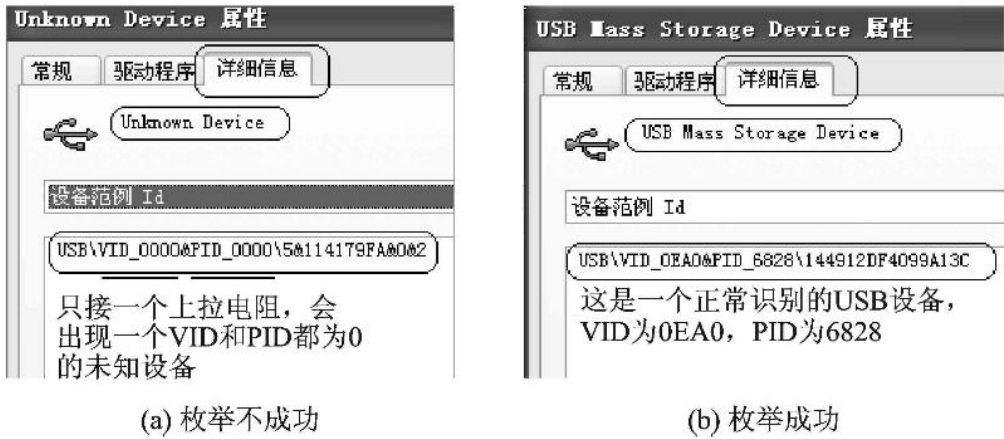 Unknown Device 属性
常规 驱动程序 详细信息
Unknown Device
设备范例 Id
USB\VID_0000&PID_0000\5&114179FA&0&2
只接一个上拉电阻，会
出现一个VID和PID都为0
的未知设备
(a) 枚举不成功
USB Mass Storage Device 属性
常规 驱动程序 详细信息
USB Mass Storage Device
设备范例 Id
USB\VID_0EA0&PID_6828\144912DF4099A13C
这是一个正常识别的USB设备，
VID为0EA0，PID为6828
(b) 枚举成功